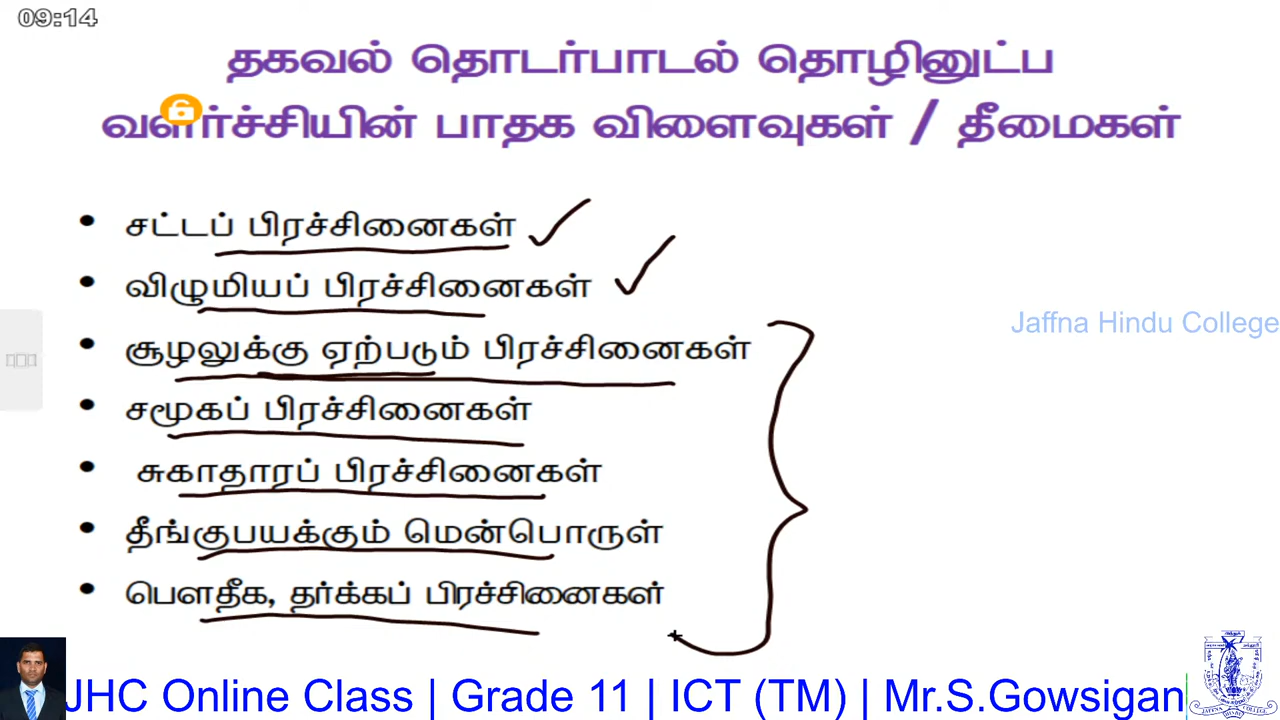 09:14
தகவல் தொடர்பாடல் தொழினுட்ப
வளர்ச்சியின் பாதக விளைவுகள் / தீமைகள்
• சட்டப் பிரச்சினைகள்
• விழுமியப் பிரச்சினைகள்
• சூழலுக்கு ஏற்படும் பிரச்சினைகள்
Jaffna Hindu College
• சமூகப் பிரச்சினைகள்
• சுகாதாரப் பிரச்சினைகள்
• தீங்குபயக்கும் மென்பொருள்
• பௌதீக, தர்க்கப் பிரச்சினைகள்
JHC Online Class | Grade 11 | ICT (TM) | Mr.S.Gowsigan